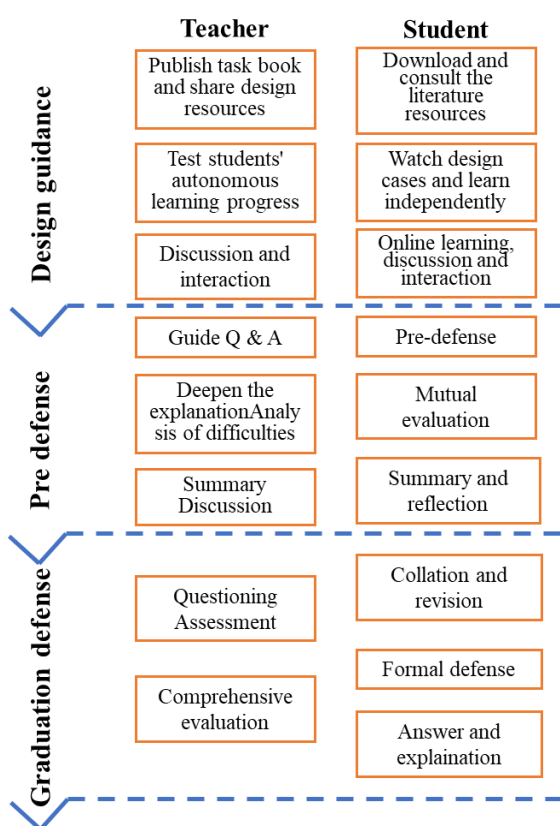 Teacher
Student
Design guidance
Publish task book
and share design
resources
Download and
consult the
literature
resources
Test students'
autonomous
learning progress
Watch design
cases and learn
independently
Discussion and
interaction
Online learning,
discussion and
interaction
Pre defense
Guide Q & A
Pre-defense
Deepen the
explanationAnaly
sis of difficulties
Mutual
evaluation
Summary
Discussion
Summary and
reflection
Graduation defense
Questioning
Assessment
Collation and
revision
Comprehensive
evaluation
Formal defense
Answer and
explaination